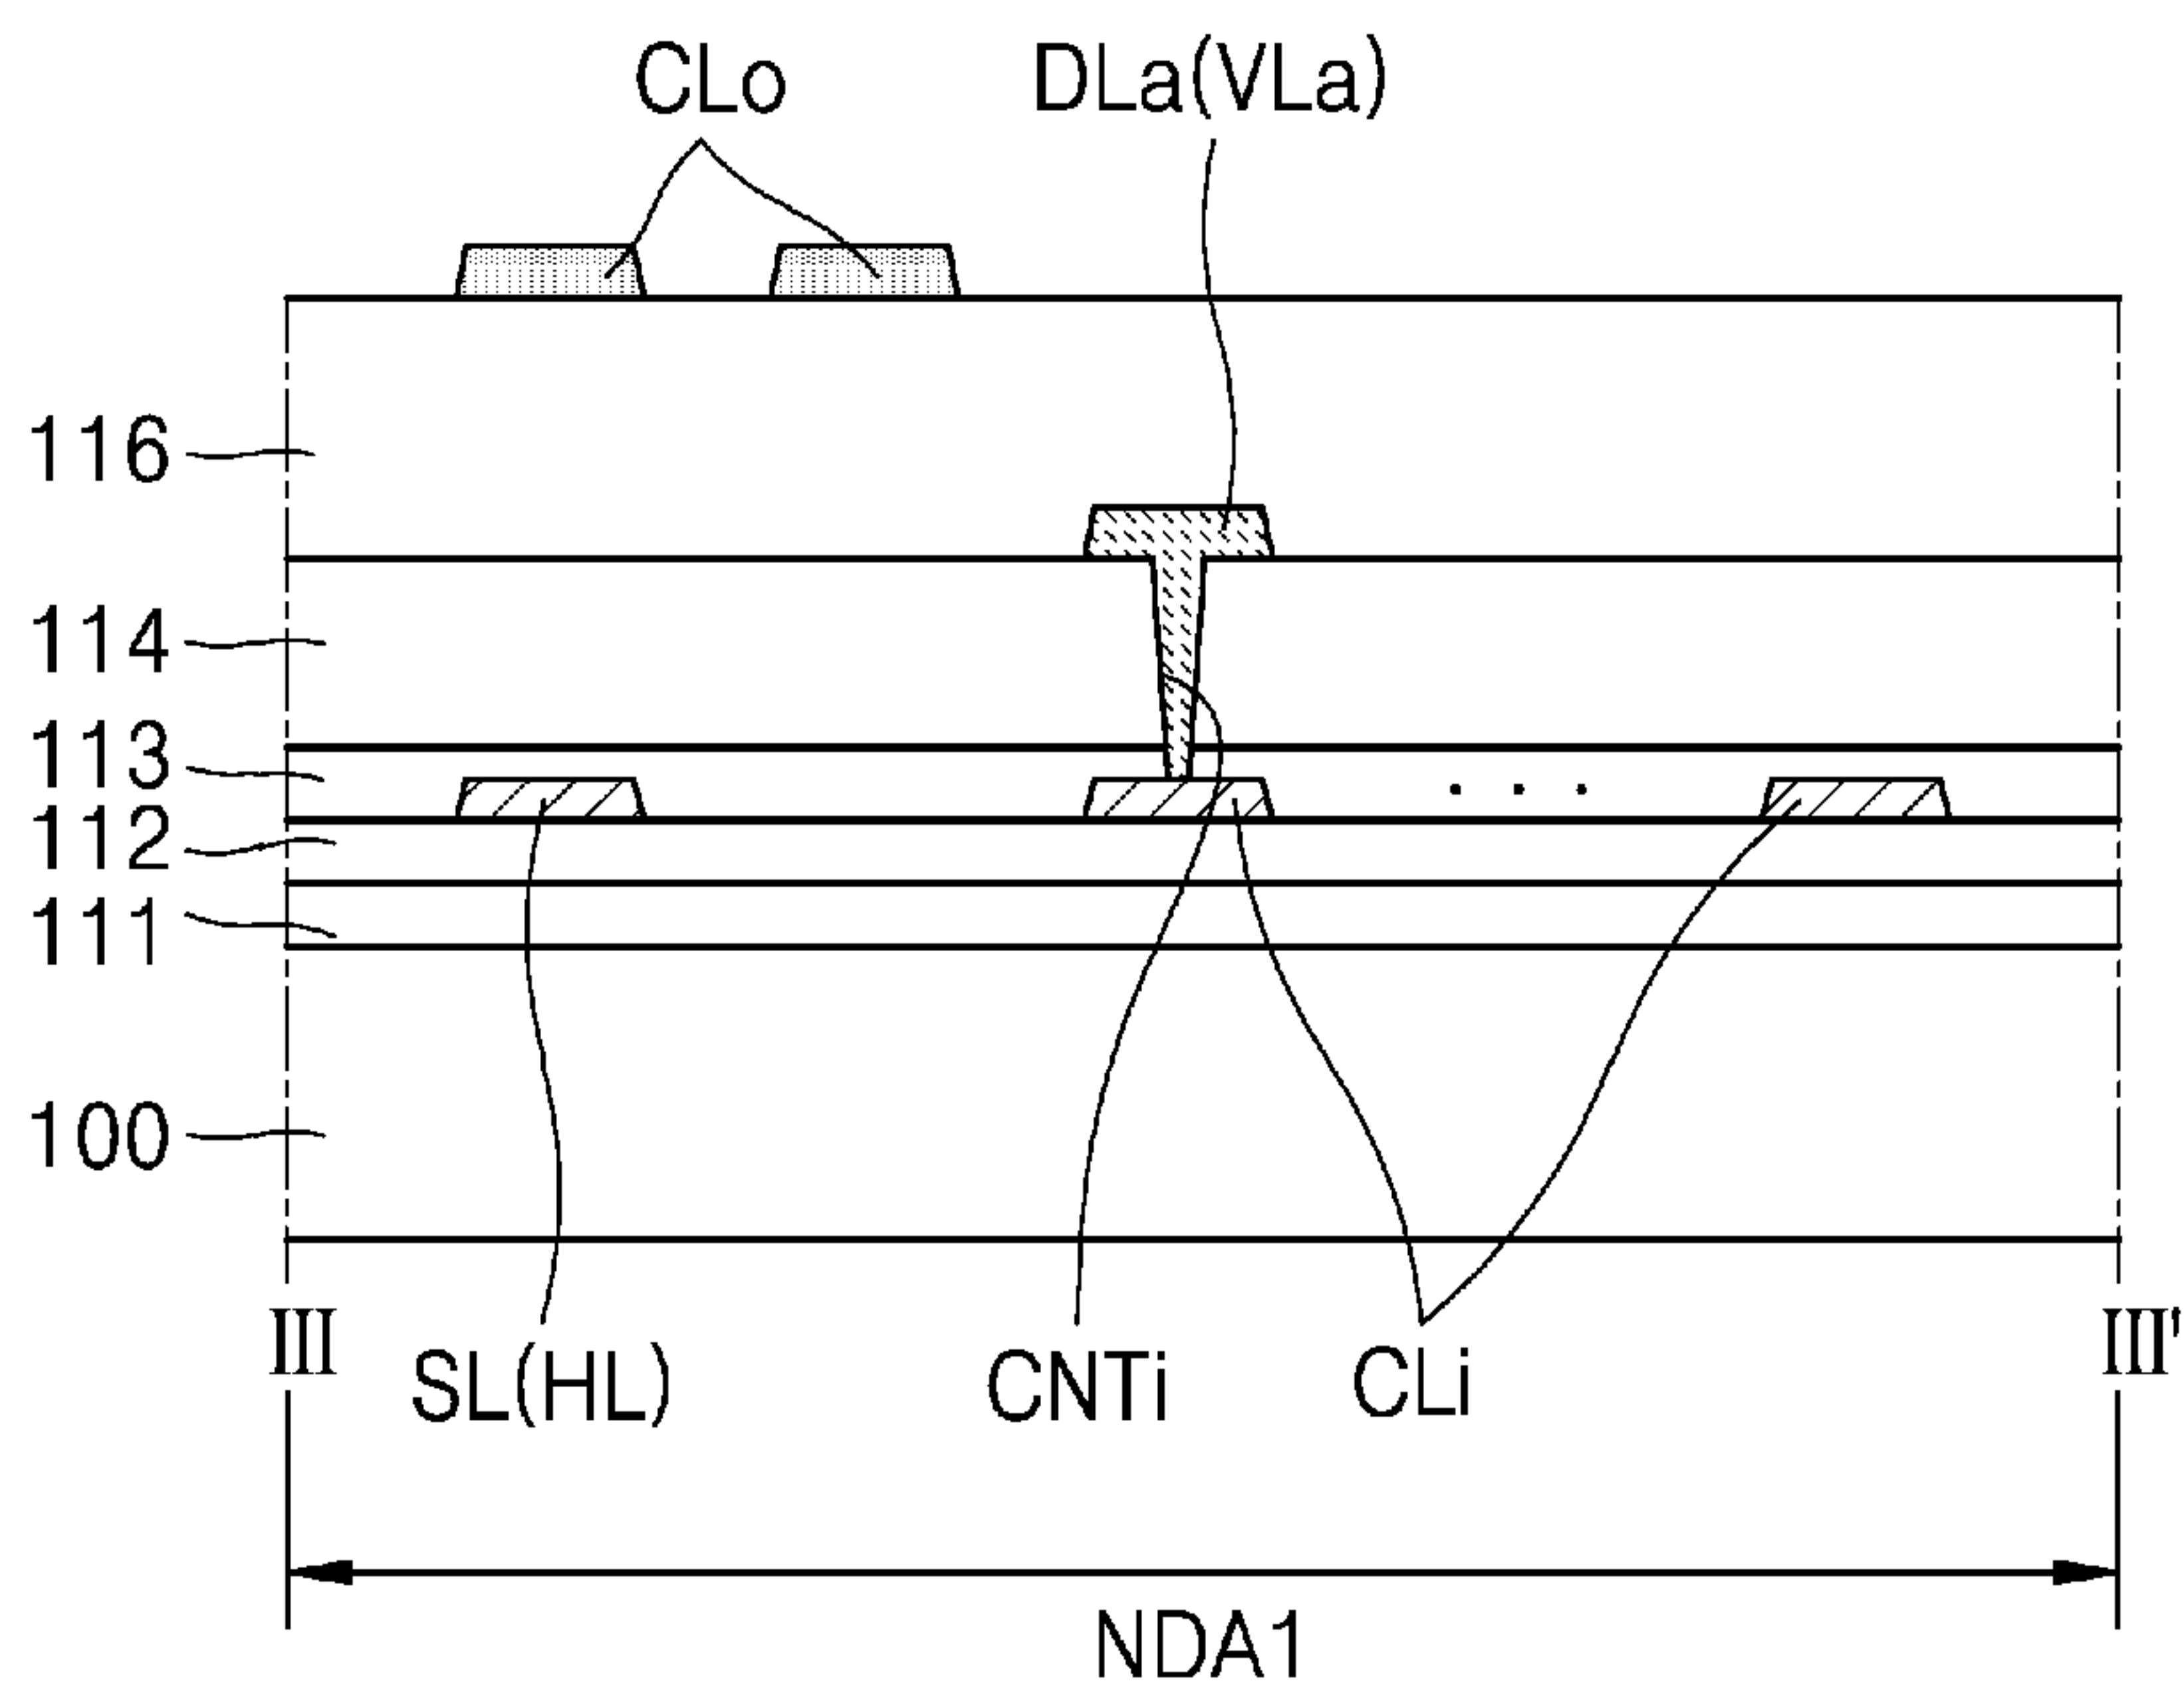 CLo DLa(VLa)
116
114
113
112
111
100
III III'
SL(HL) CNTi CLi
NDA1